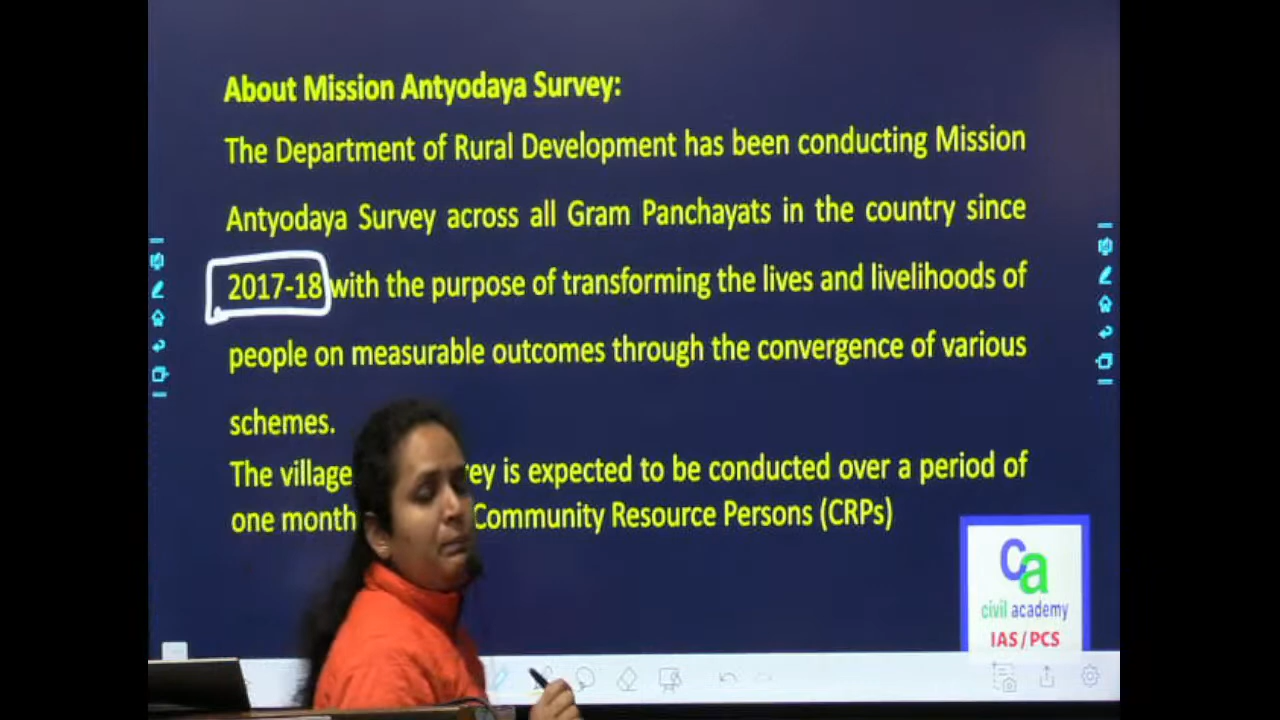 About Mission Antyodaya Survey:
The Department of Rural Development has been conducting Mission
Antyodaya Survey across all Gram Panchayats in the country since
2017-18 with the purpose of transforming the lives and livelihoods of
people on measurable outcomes through the convergence of various
schemes.
The village is expected to be conducted over a period of
one month Community Resource Persons (CRPs)
ca
civil academy
IAS / PCS